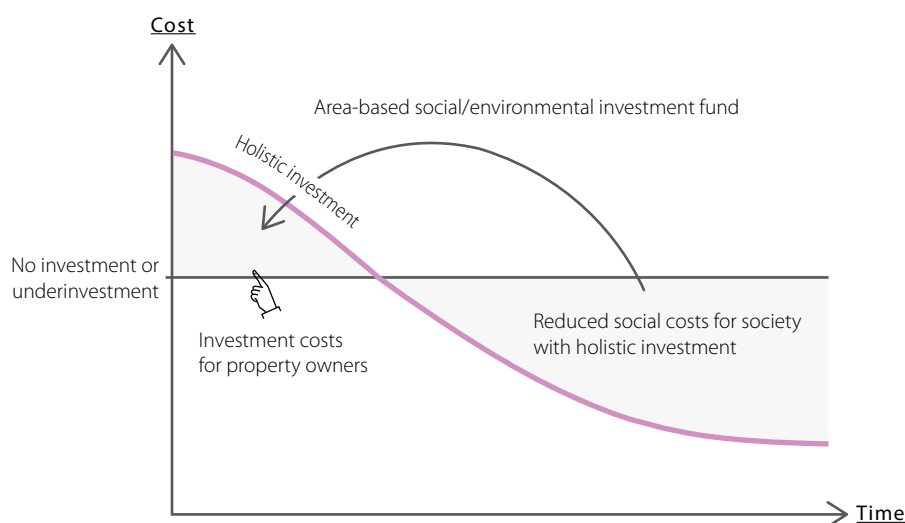 Cost
Area-based social/environmental investment fund
Holistic investment
No investment or
underinvestment
Investment costs
for property owners
Reduced social costs for society
with holistic investment
Time